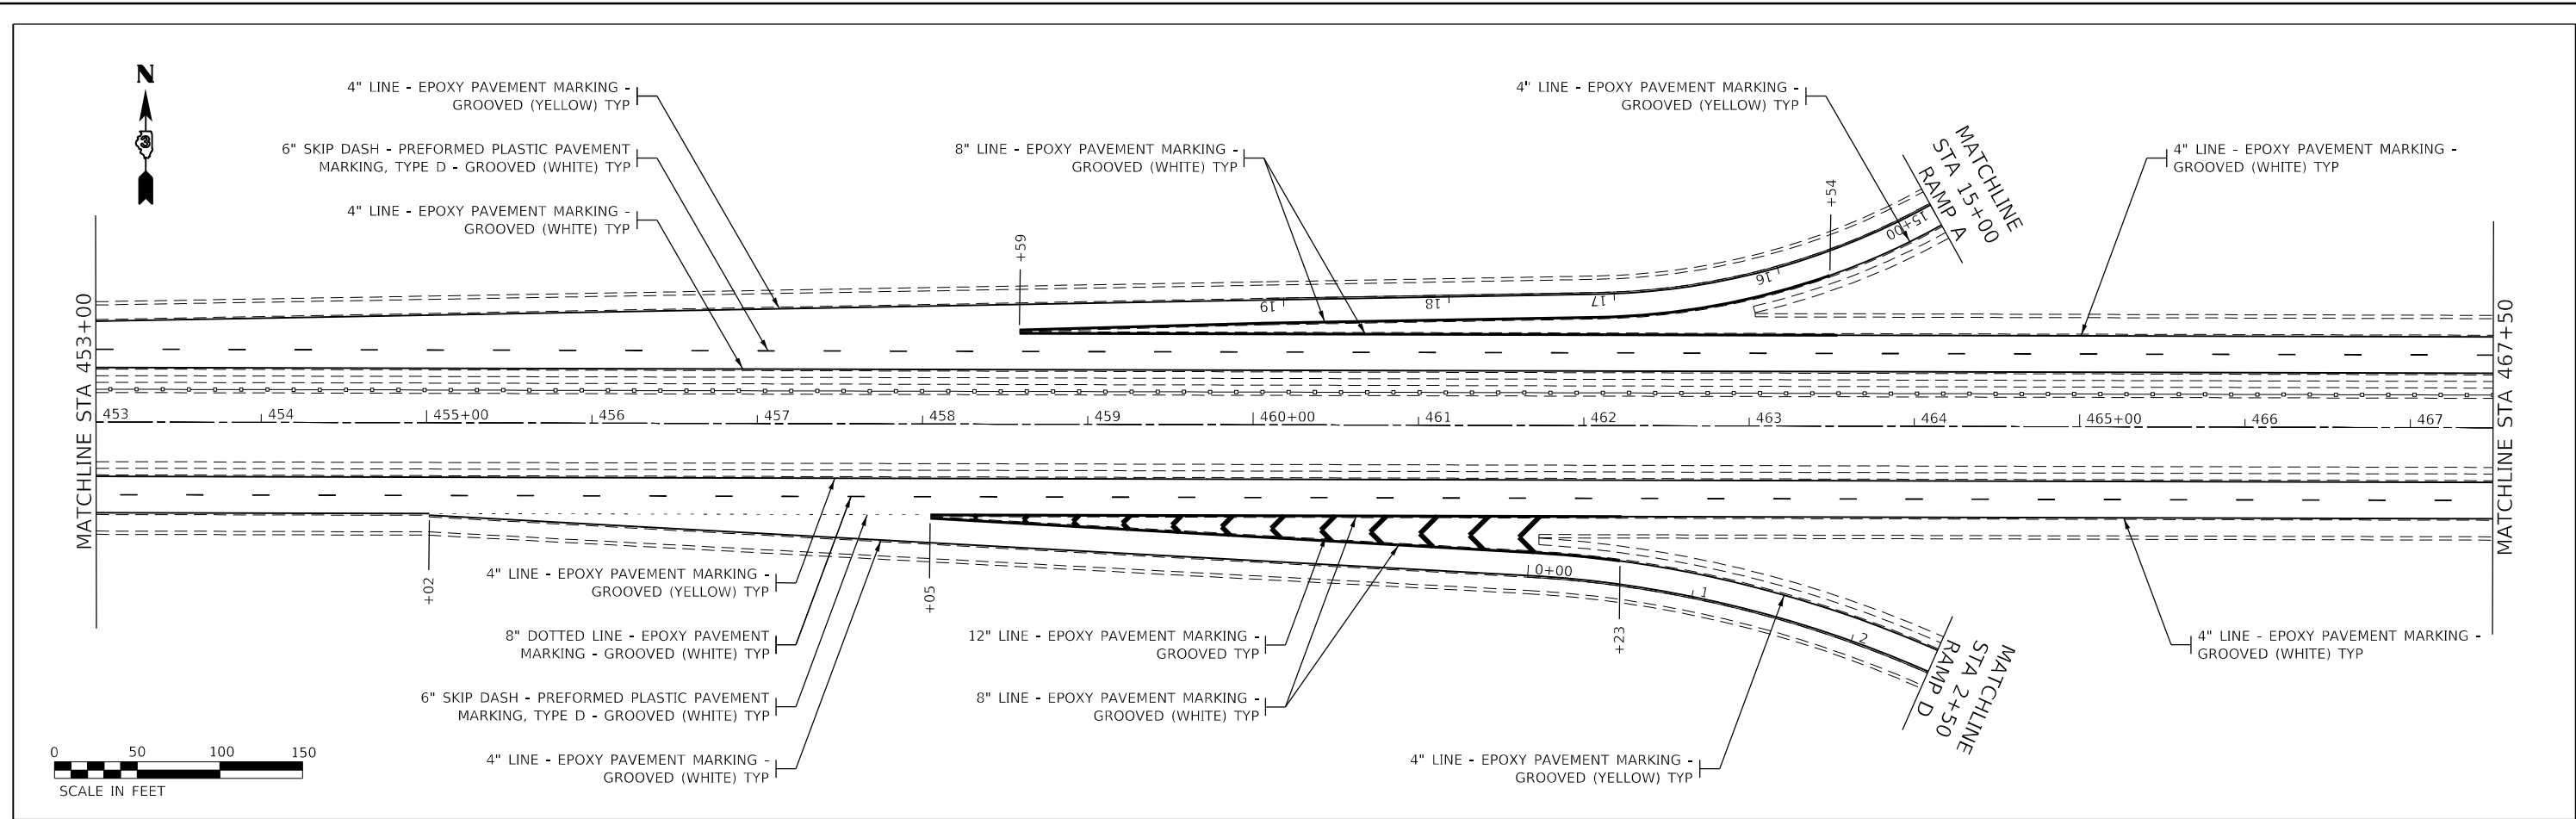 N
3
4" LINE - EPOXY PAVEMENT MARKING -
GROOVED (YELLOW) TYP
6" SKIP DASH - PREFORMED PLASTIC PAVEMENT
MARKING, TYPE D - GROOVED (WHITE) TYP
4" LINE - EPOXY PAVEMENT MARKING -
GROOVED (WHITE) TYP
8" LINE - EPOXY PAVEMENT MARKING -
GROOVED (WHITE) TYP
4" LINE - EPOXY PAVEMENT MARKING -
GROOVED (YELLOW) TYP
4" LINE - EPOXY PAVEMENT MARKING -
GROOVED (WHITE) TYP
MATCHLINE
STA 15+00
RAMP A
+59
+54
19
18
17
16
15+00
MATCHLINE STA 453+00
453
454
455+00
456
457
458
459
460+00
461
462
463
464
465+00
466
467
MATCHLINE STA 467+50
+02
+05
+23
0+00
1
2
4" LINE - EPOXY PAVEMENT MARKING -
GROOVED (YELLOW) TYP
8" DOTTED LINE - EPOXY PAVEMENT
MARKING - GROOVED (WHITE) TYP
6" SKIP DASH - PREFORMED PLASTIC PAVEMENT
MARKING, TYPE D - GROOVED (WHITE) TYP
4" LINE - EPOXY PAVEMENT MARKING -
GROOVED (WHITE) TYP
12" LINE - EPOXY PAVEMENT MARKING -
GROOVED TYP
8" LINE - EPOXY PAVEMENT MARKING -
GROOVED (WHITE) TYP
4" LINE - EPOXY PAVEMENT MARKING -
GROOVED (YELLOW) TYP
MATCHLINE
STA 2+50
RAMP D
4" LINE - EPOXY PAVEMENT MARKING -
GROOVED (WHITE) TYP
0 50 100 150
SCALE IN FEET